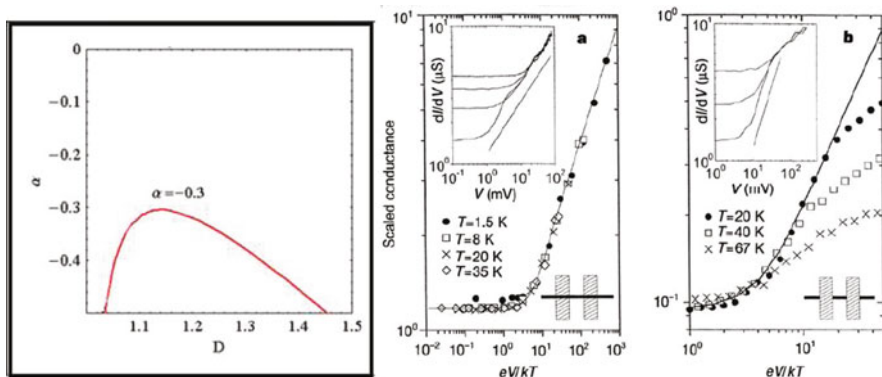 0
−0.1
−0.2
α
α=−0.3
−0.3
−0.4
1.1 1.2 1.3 1.4 1.5
D
10¹
a
dI/dV (μS)
10¹
10⁰
10⁻¹ 10⁰ 10¹ 10²
V (mV)
Scaled conductance
T=1.5 K
T=8 K
T=20 K
T=35 K
10⁰
10⁻² 10⁻¹ 10⁰ 10¹ 10² 10³
eV/kT
10⁰
b
dI/dV (μS)
10¹
10⁰
10⁰ 10¹ 10²
V (mV)
T=20 K
T=40 K
T=67 K
10⁻¹
10⁰ 10¹
eV/kT